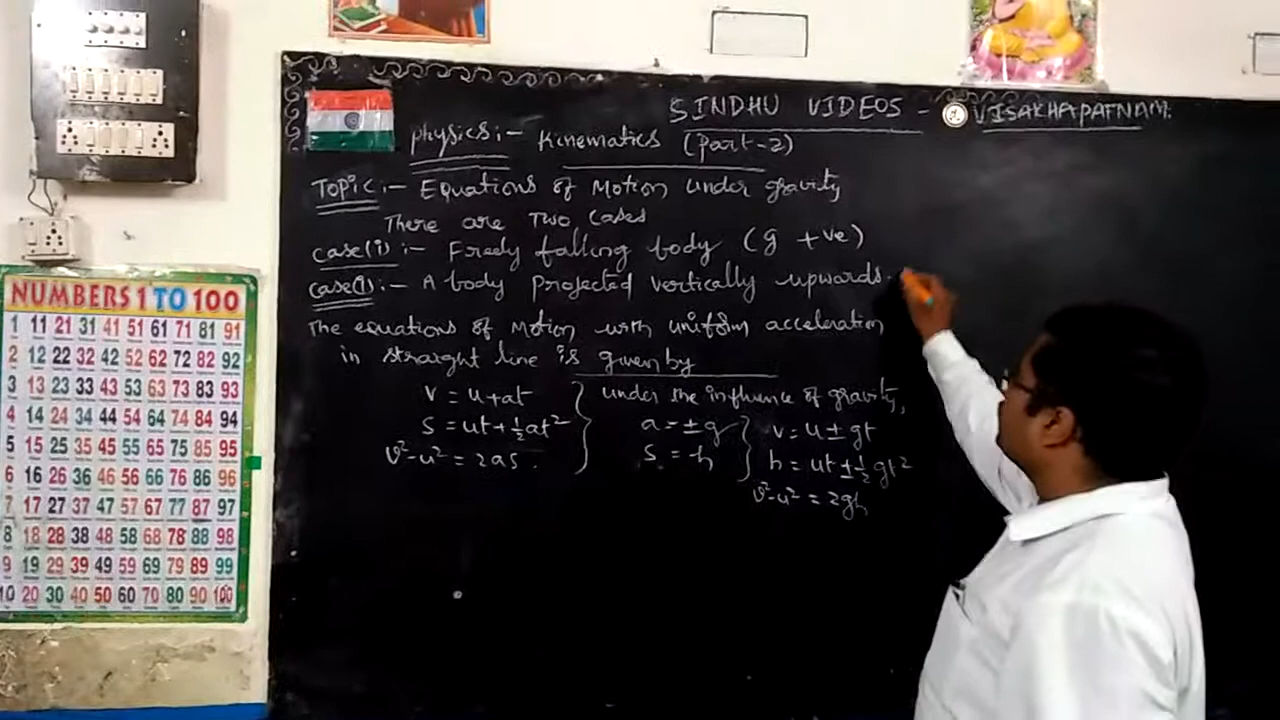 SINDHU VIDEOS - VISAKHAPATNAM.
Physics:- Kinematics (Part-2)
Topic:- Equations of Motion under gravity
There are Two cases
case(i):- Freely falling body (g +ve)
case(ii):- A body projected vertically upwards.
The equations of Motion with uniform acceleration
in straight line is given by
v = u+at } under the influence of gravity,
s = ut+½at² a = ±g } v = u ± gt
v²-u² = 2as. s = h h = ut ± ½gt²
v²-u² = 2gh
NUMBERS 1 TO 100
1 11 21 31 41 51 61 71 81 91
2 12 22 32 42 52 62 72 82 92
3 13 23 33 43 53 63 73 83 93
4 14 24 34 44 54 64 74 84 94
5 15 25 35 45 55 65 75 85 95
6 16 26 36 46 56 66 76 86 96
7 17 27 37 47 57 67 77 87 97
8 18 28 38 48 58 68 78 88 98
9 19 29 39 49 59 69 79 89 99
10 20 30 40 50 60 70 80 90 100